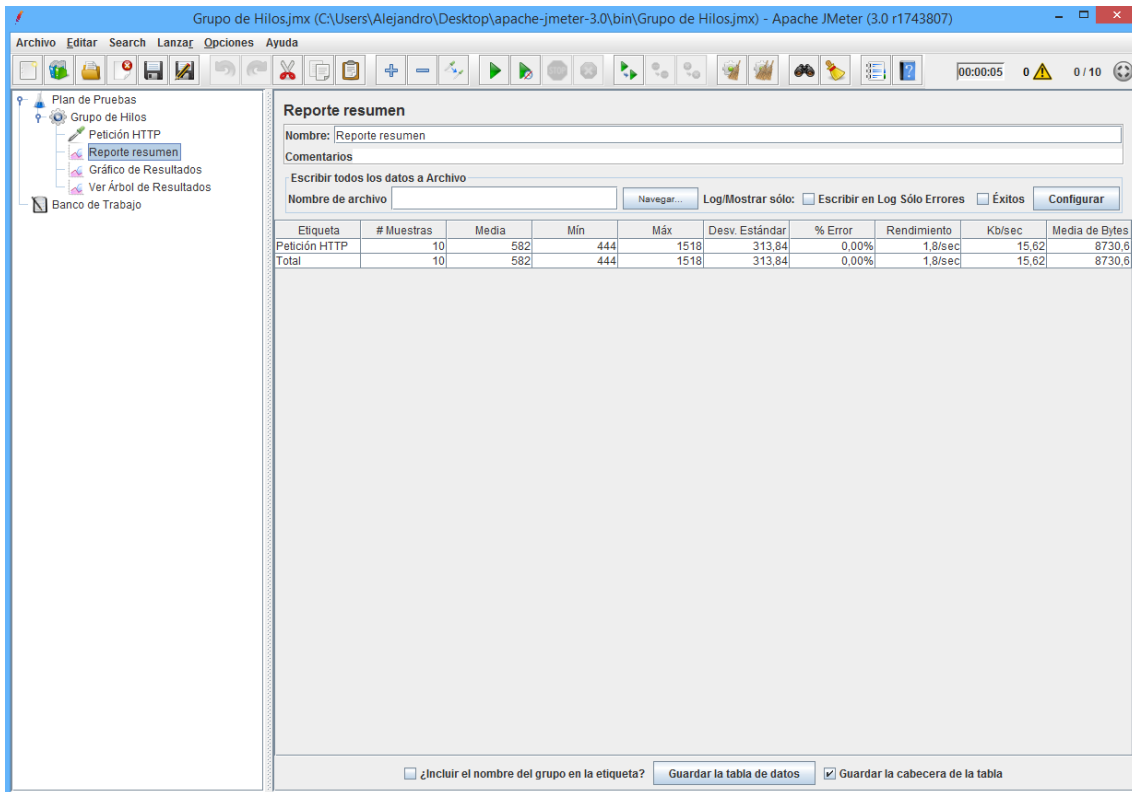 Grupo de Hilos.jmx (C:\Users\Alejandro\Desktop\apache-jmeter-3.0\bin\Grupo de Hilos.jmx) - Apache JMeter (3.0 r1743807)
Archivo Editar Search Lanzar Opciones Ayuda
00:00:05 0 0 / 10
Plan de Pruebas
Grupo de Hilos
Petición HTTP
Reporte resumen
Gráfico de Resultados
Ver Árbol de Resultados
Banco de Trabajo
Reporte resumen
Nombre: Reporte resumen
Comentarios
Escribir todos los datos a Archivo
Nombre de archivo Navegar... Log/Mostrar sólo: Escribir en Log Sólo Errores Éxitos Configurar
Etiqueta # Muestras Media Mín Máx Desv. Estándar % Error Rendimiento Kb/sec Media de Bytes
Petición HTTP 10 582 444 1518 313,84 0,00% 1,8/sec 15,62 8730,6
Total 10 582 444 1518 313,84 0,00% 1,8/sec 15,62 8730,6
¿Incluir el nombre del grupo en la etiqueta? Guardar la tabla de datos Guardar la cabecera de la tabla